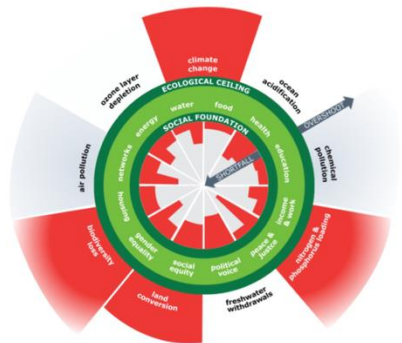 climate
change
ocean
acidification
chemical
pollution
nitrogen &
phosphorus loading
freshwater
withdrawals
land
conversion
biodiversity
loss
air pollution
ozone layer
depletion
ECOLOGICAL CEILING
OVERSHOOT
water
food
health
education
income
& work
peace &
justice
political
voice
social
equity
gender
equality
housing
networks
energy
SOCIAL FOUNDATION
SHORTFALL